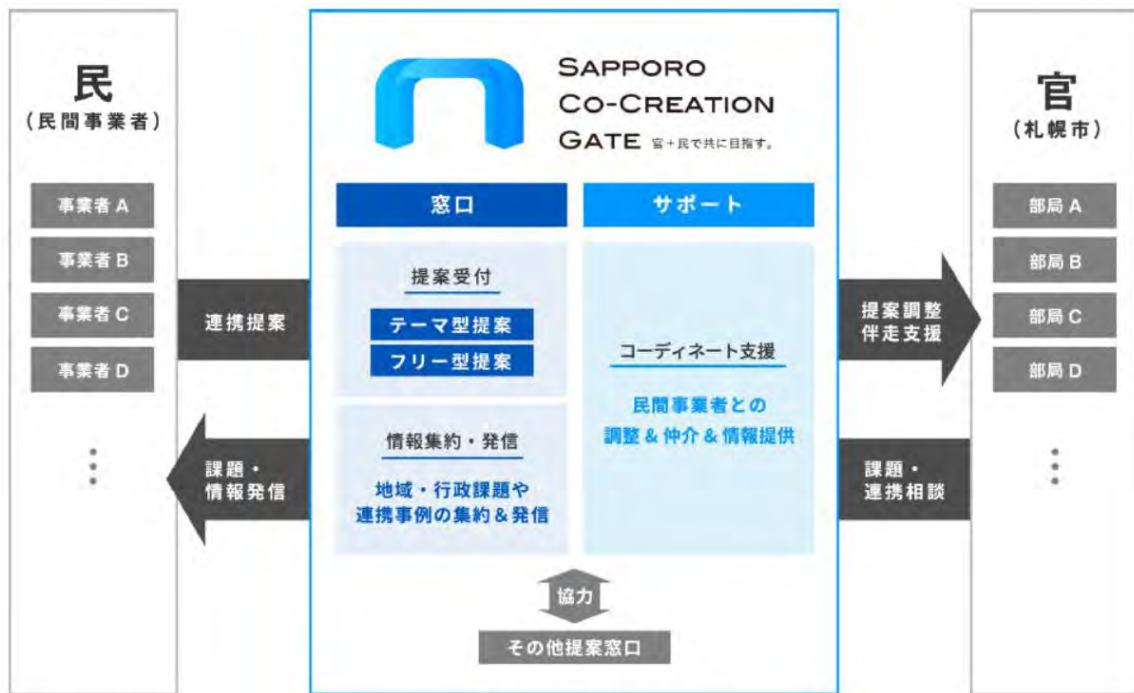 民
（民間事業者）
事業者 A
事業者 B
事業者 C
事業者 D
連携提案
課題・
情報発信
SAPPORO
CO-CREATION
GATE 官+民で共に目指す。
窓口
提案受付
テーマ型提案
フリー型提案
情報集約・発信
地域・行政課題や
連携事例の集約＆発信
サポート
コーディネート支援
民間事業者との
調整＆仲介＆情報提供
協力
その他提案窓口
提案調整
伴走支援
課題・
連携相談
官
（札幌市）
部局 A
部局 B
部局 C
部局 D